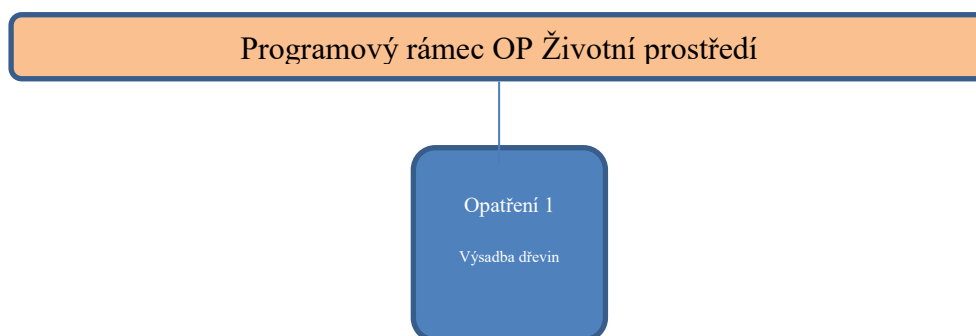 Programový rámec OP Životní prostředí
Opatření 1
Výsadba dřevin